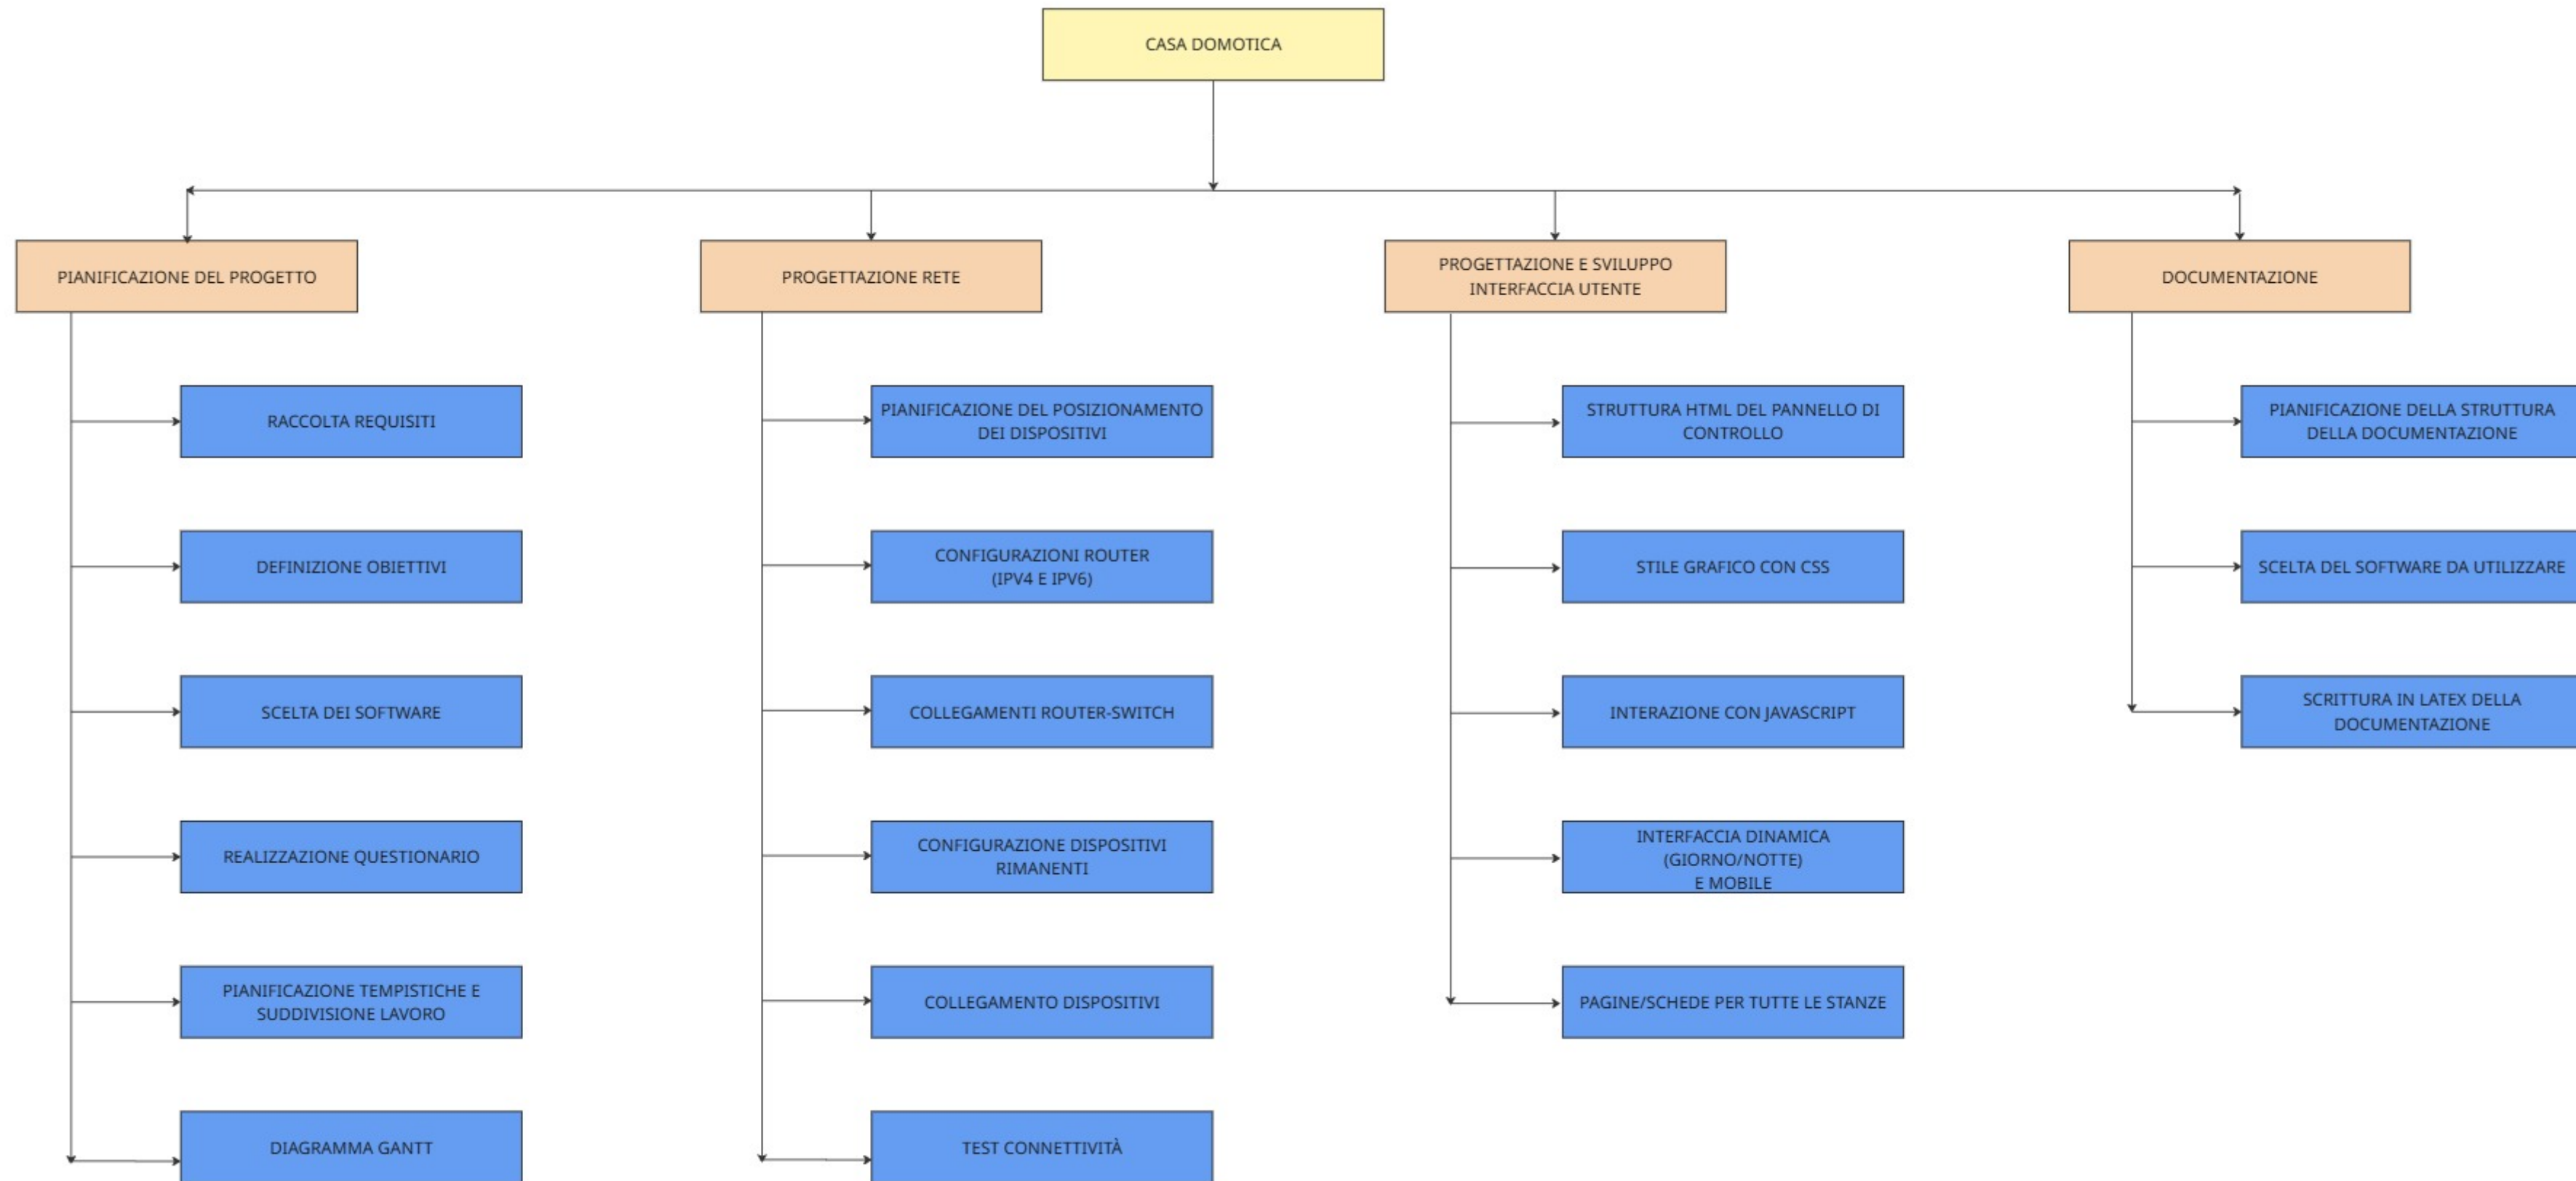 CASA DOMOTICA
PIANIFICAZIONE DEL PROGETTO
RACCOLTA REQUISITI
DEFINIZIONE OBIETTIVI
SCELTA DEI SOFTWARE
REALIZZAZIONE QUESTIONARIO
PIANIFICAZIONE TEMPISTICHE E
SUDDIVISIONE LAVORO
DIAGRAMMA GANTT
PROGETTAZIONE RETE
PIANIFICAZIONE DEL POSIZIONAMENTO
DEI DISPOSITIVI
CONFIGURAZIONI ROUTER
(IPV4 E IPV6)
COLLEGAMENTI ROUTER-SWITCH
CONFIGURAZIONE DISPOSITIVI
RIMANENTI
COLLEGAMENTO DISPOSITIVI
TEST CONNETTIVITÀ
PROGETTAZIONE E SVILUPPO
INTERFACCIA UTENTE
STRUTTURA HTML DEL PANNELLO DI
CONTROLLO
STILE GRAFICO CON CSS
INTERAZIONE CON JAVASCRIPT
INTERFACCIA DINAMICA
(GIORNO/NOTTE)
E MOBILE
PAGINE/SCHEDE PER TUTTE LE STANZE
DOCUMENTAZIONE
PIANIFICAZIONE DELLA STRUTTURA
DELLA DOCUMENTAZIONE
SCELTA DEL SOFTWARE DA UTILIZZARE
SCRITTURA IN LATEX DELLA
DOCUMENTAZIONE